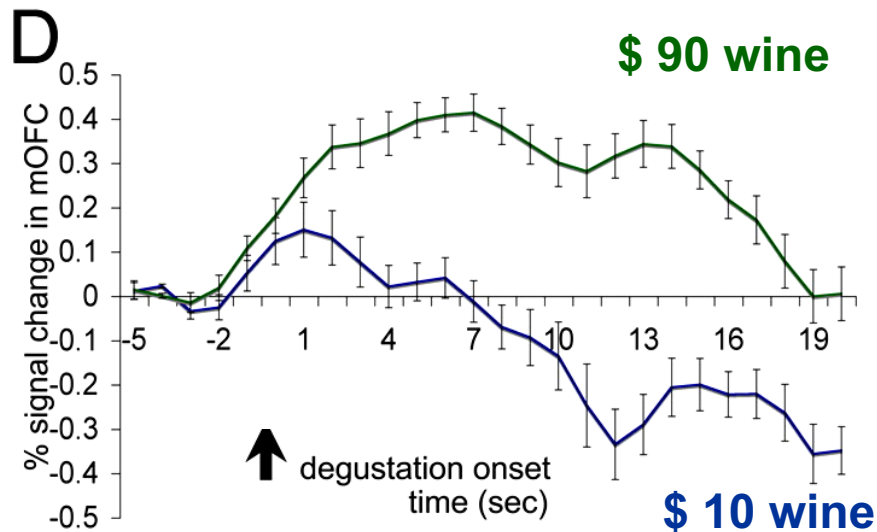 D
$ 90 wine
% signal change in mOFC
0.5
0.4
0.3
0.2
0.1
0
-0.1
-0.2
-0.3
-0.4
-0.5
-5 -2 1 4 7 10 13 16 19
degustation onset
time (sec)
$ 10 wine